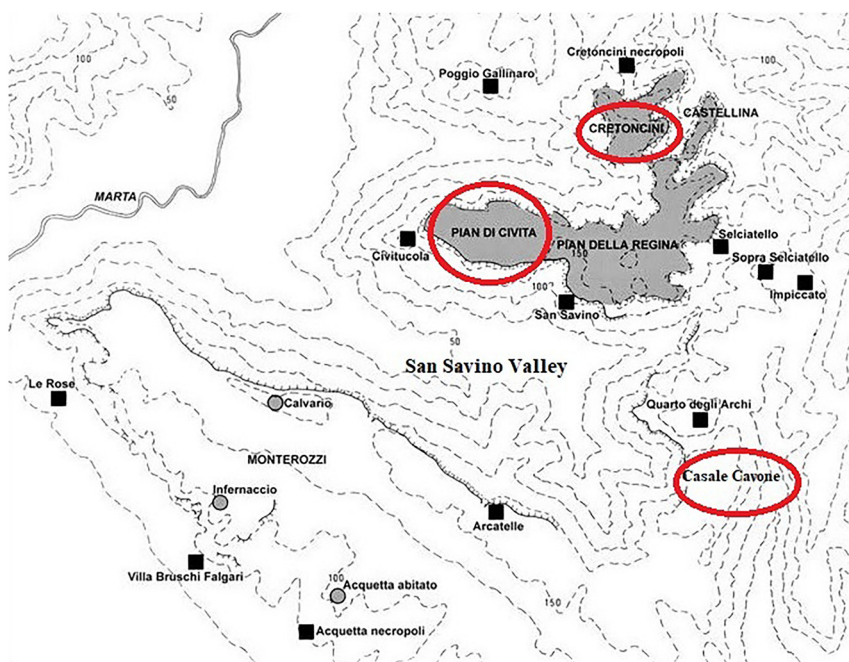 Cretoncini necropoli
100
100
Poggio Gallinaro
50
CASTELLINA
CRETONCINI
MARTA
PIAN DI CIVITA
PIAN DELLA REGINA
Selciatello
Civitucola
150
Sopra Selciatello
100
Impiccato
San Savino
50
San Savino Valley
Le Rose
Calvario
Quarto degli Archi
MONTEROZZI
Casale Cavone
Infernaccio
Arcatelle
Villa Bruschi Falgari
100
Acquetta abitato
150
Acquetta necropoli